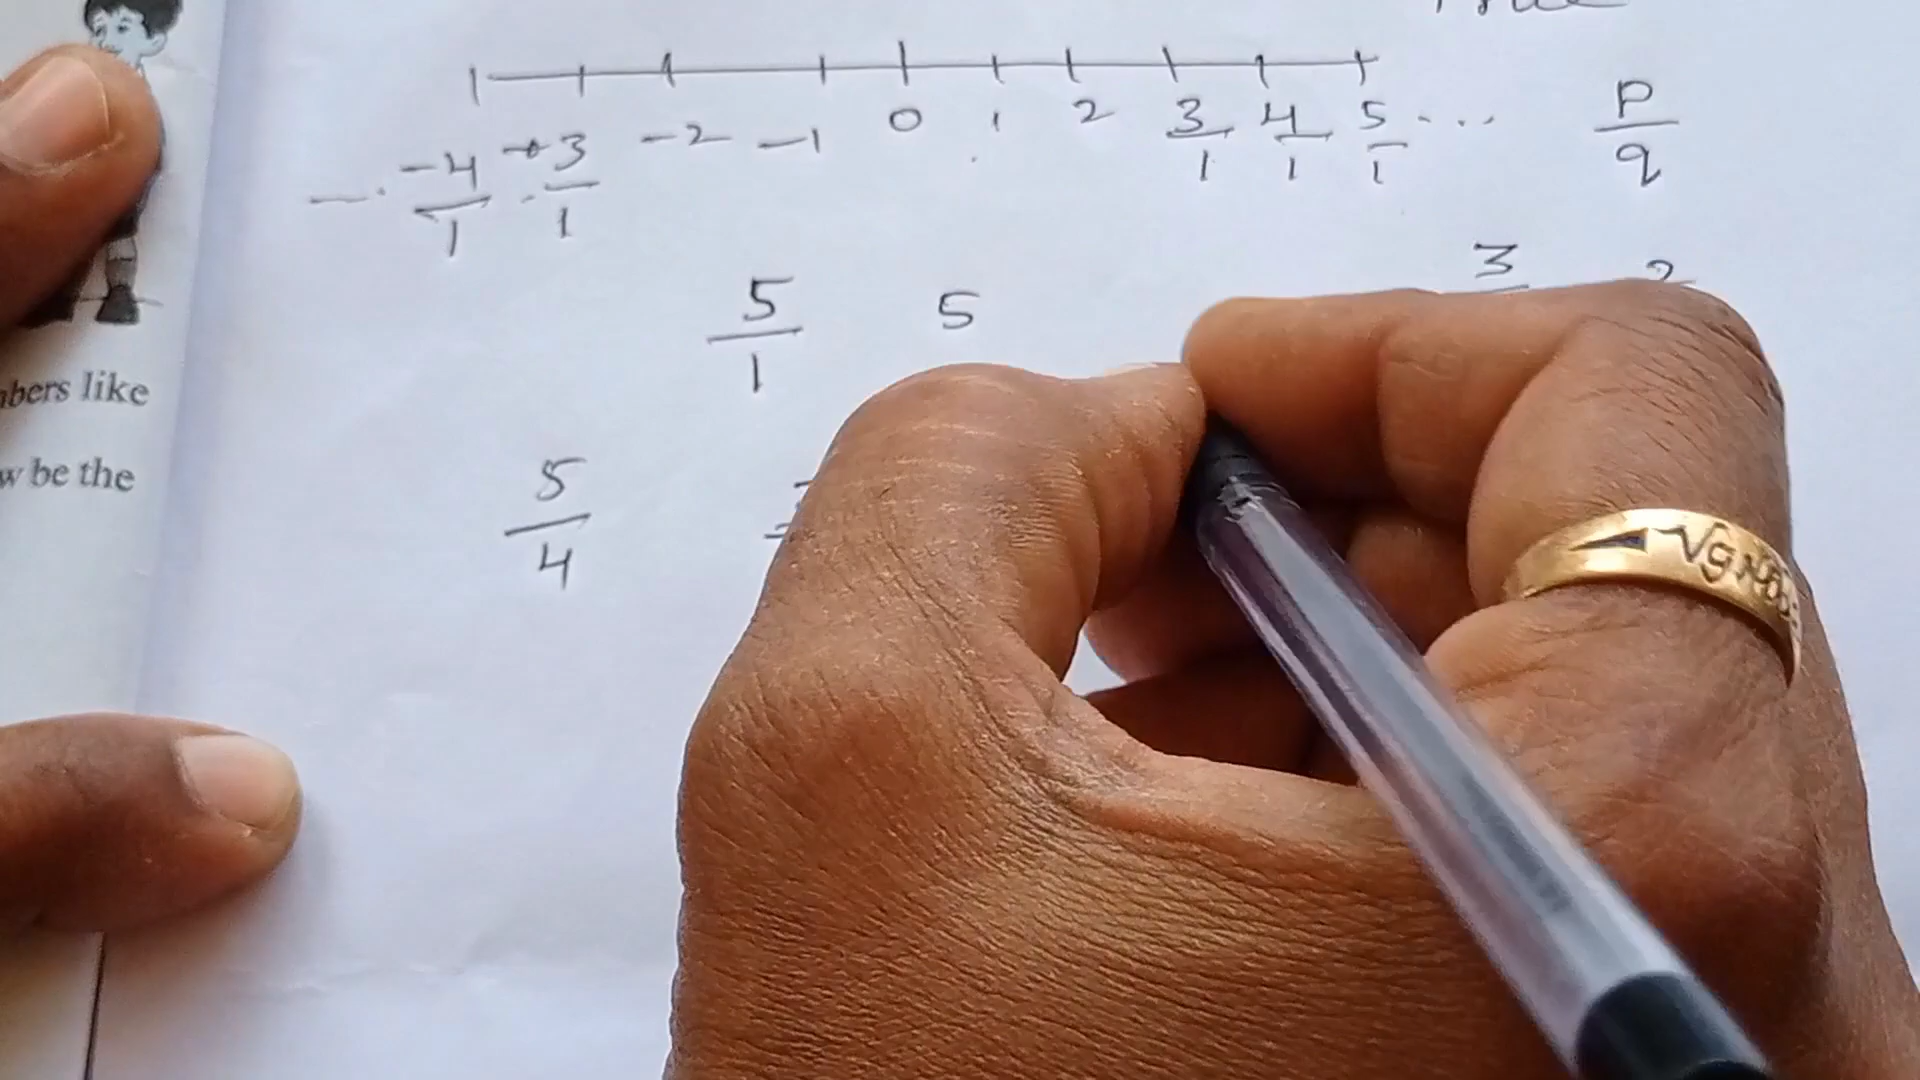 -4/1 -3/1 -2 -1 0 1 2 3/1 4/1 5/1 ... P/q
5/1 5 3
5/4
bers like
be the